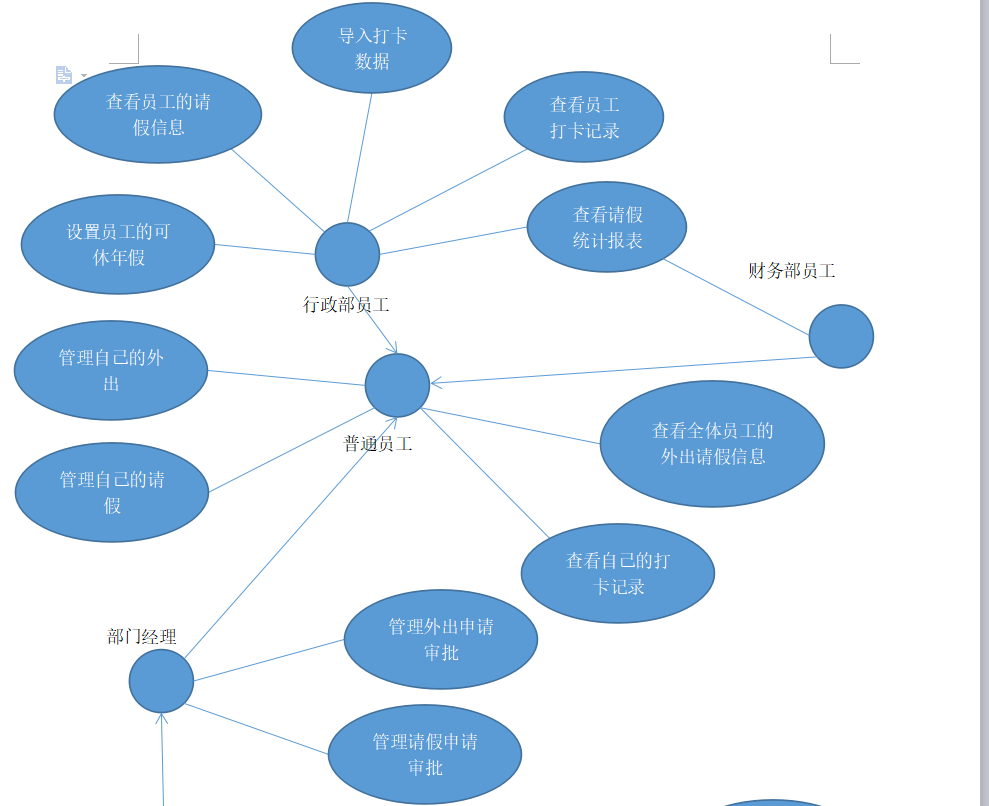 导入打卡
数据
查看员工的请
假信息
查看员工
打卡记录
设置员工的可
休年假
查看请假
统计报表
财务部员工
行政部员工
管理自己的外
出
普通员工
查看全体员工的
外出请假信息
管理自己的请
假
查看自己的打
卡记录
部门经理
管理外出申请
审批
管理请假申请
审批